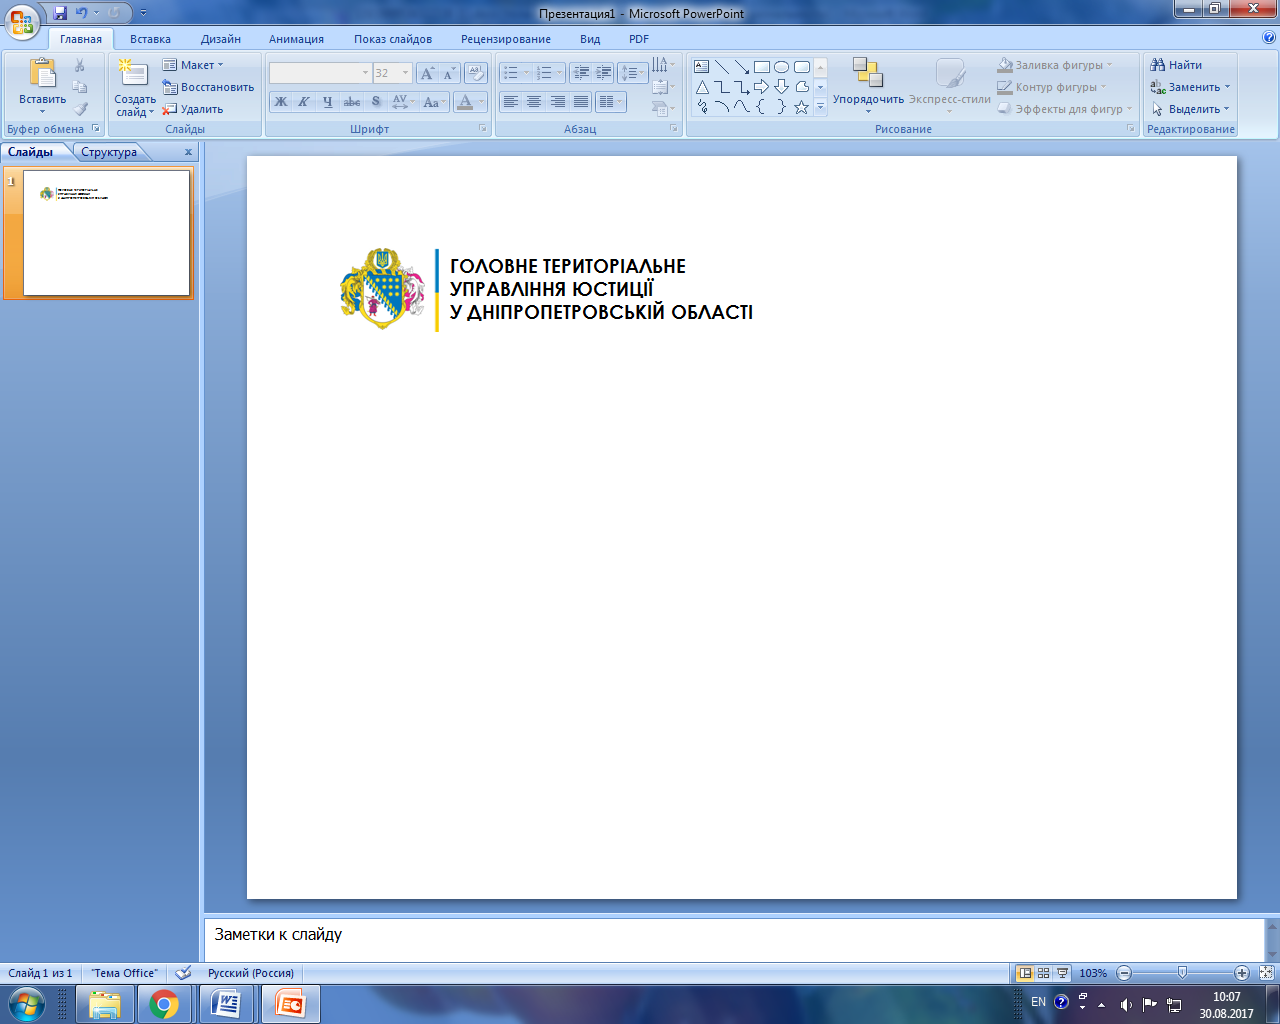 Презентация1 - Microsoft PowerPoint
Главная Вставка Дизайн Анимация Показ слайдов Рецензирование Вид PDF
Вставить
Буфер обмена
Создать слайд
Макет
Восстановить
Удалить
Слайды
32
Ж К Ч abc S AV Aa A
Шрифт
Абзац
Упорядочить
Экспресс-стили
Заливка фигуры
Контур фигуры
Эффекты для фигур
Рисование
Найти
Заменить
Выделить
Редактирование
Слайды Структура x
1
ГОЛОВНЕ ТЕРИТОРІАЛЬНЕ
УПРАВЛІННЯ ЮСТИЦІЇ
У ДНІПРОПЕТРОВСЬКІЙ ОБЛАСТІ
Заметки к слайду
Слайд 1 из 1 "Тема Office" Русский (Россия) 103%
EN 10:07
30.08.2017